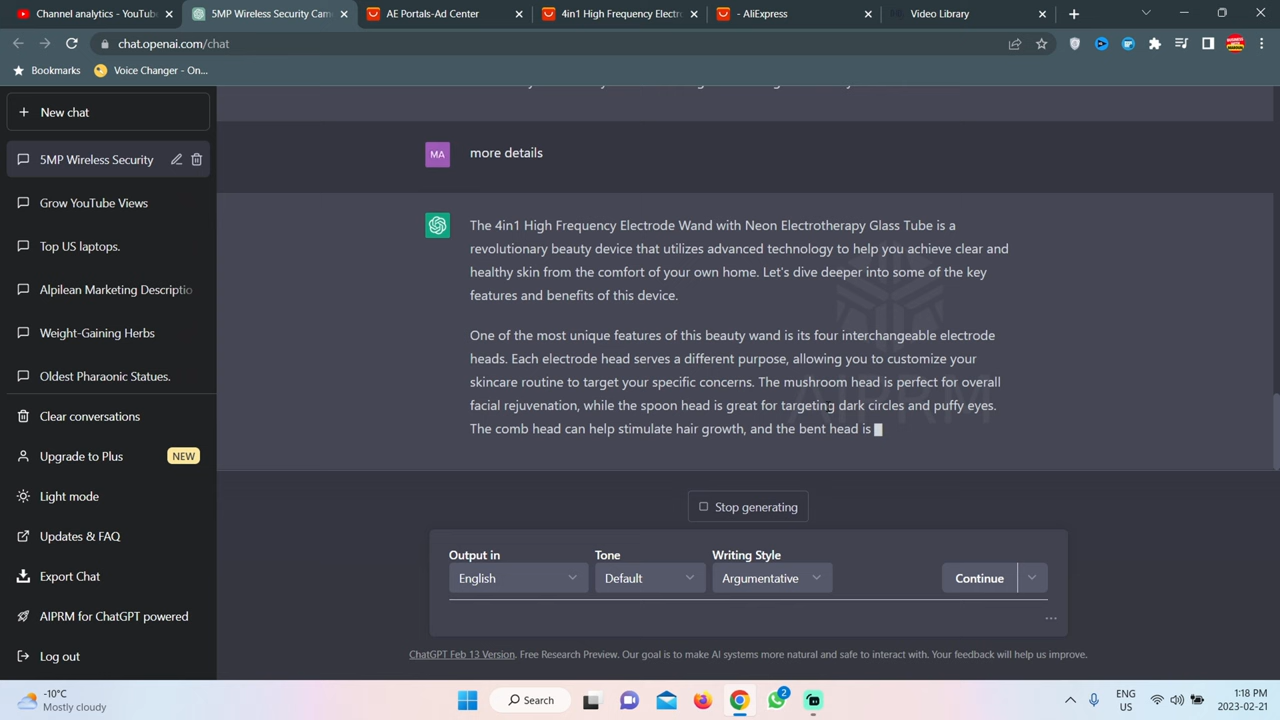 Channel analytics - YouTube
5MP Wireless Security Cam
AE Portals-Ad Center
4in1 High Frequency Electro
- AliExpress
Video Library
chat.openai.com/chat
Bookmarks
Voice Changer - On...
New chat
5MP Wireless Security
Grow YouTube Views
Top US laptops.
Alpilean Marketing Descriptio
Weight-Gaining Herbs
Oldest Pharaonic Statues.
Clear conversations
Upgrade to Plus
NEW
Light mode
Updates & FAQ
Export Chat
AIPRM for ChatGPT powered
Log out
MA
more details
The 4in1 High Frequency Electrode Wand with Neon Electrotherapy Glass Tube is a
revolutionary beauty device that utilizes advanced technology to help you achieve clear and
healthy skin from the comfort of your own home. Let's dive deeper into some of the key
features and benefits of this device.
One of the most unique features of this beauty wand is its four interchangeable electrode
heads. Each electrode head serves a different purpose, allowing you to customize your
skincare routine to target your specific concerns. The mushroom head is perfect for overall
facial rejuvenation, while the spoon head is great for targeting dark circles and puffy eyes.
The comb head can help stimulate hair growth, and the bent head is
AIPRM
Stop generating
Output in
Tone
Writing Style
English
Default
Argumentative
Continue
ChatGPT Feb 13 Version. Free Research Preview. Our goal is to make AI systems more natural and safe to interact with. Your feedback will help us improve.
-10°C
Mostly cloudy
Search
2
ENG
US
1:18 PM
2023-02-21